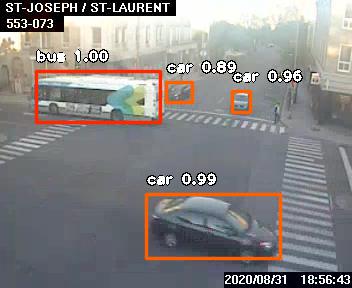 ST-JOSEPH / ST-LAURENT
553-073
bus 1.00
car 0.89
car 0.96
car 0.99
2020/08/31 18:56:43